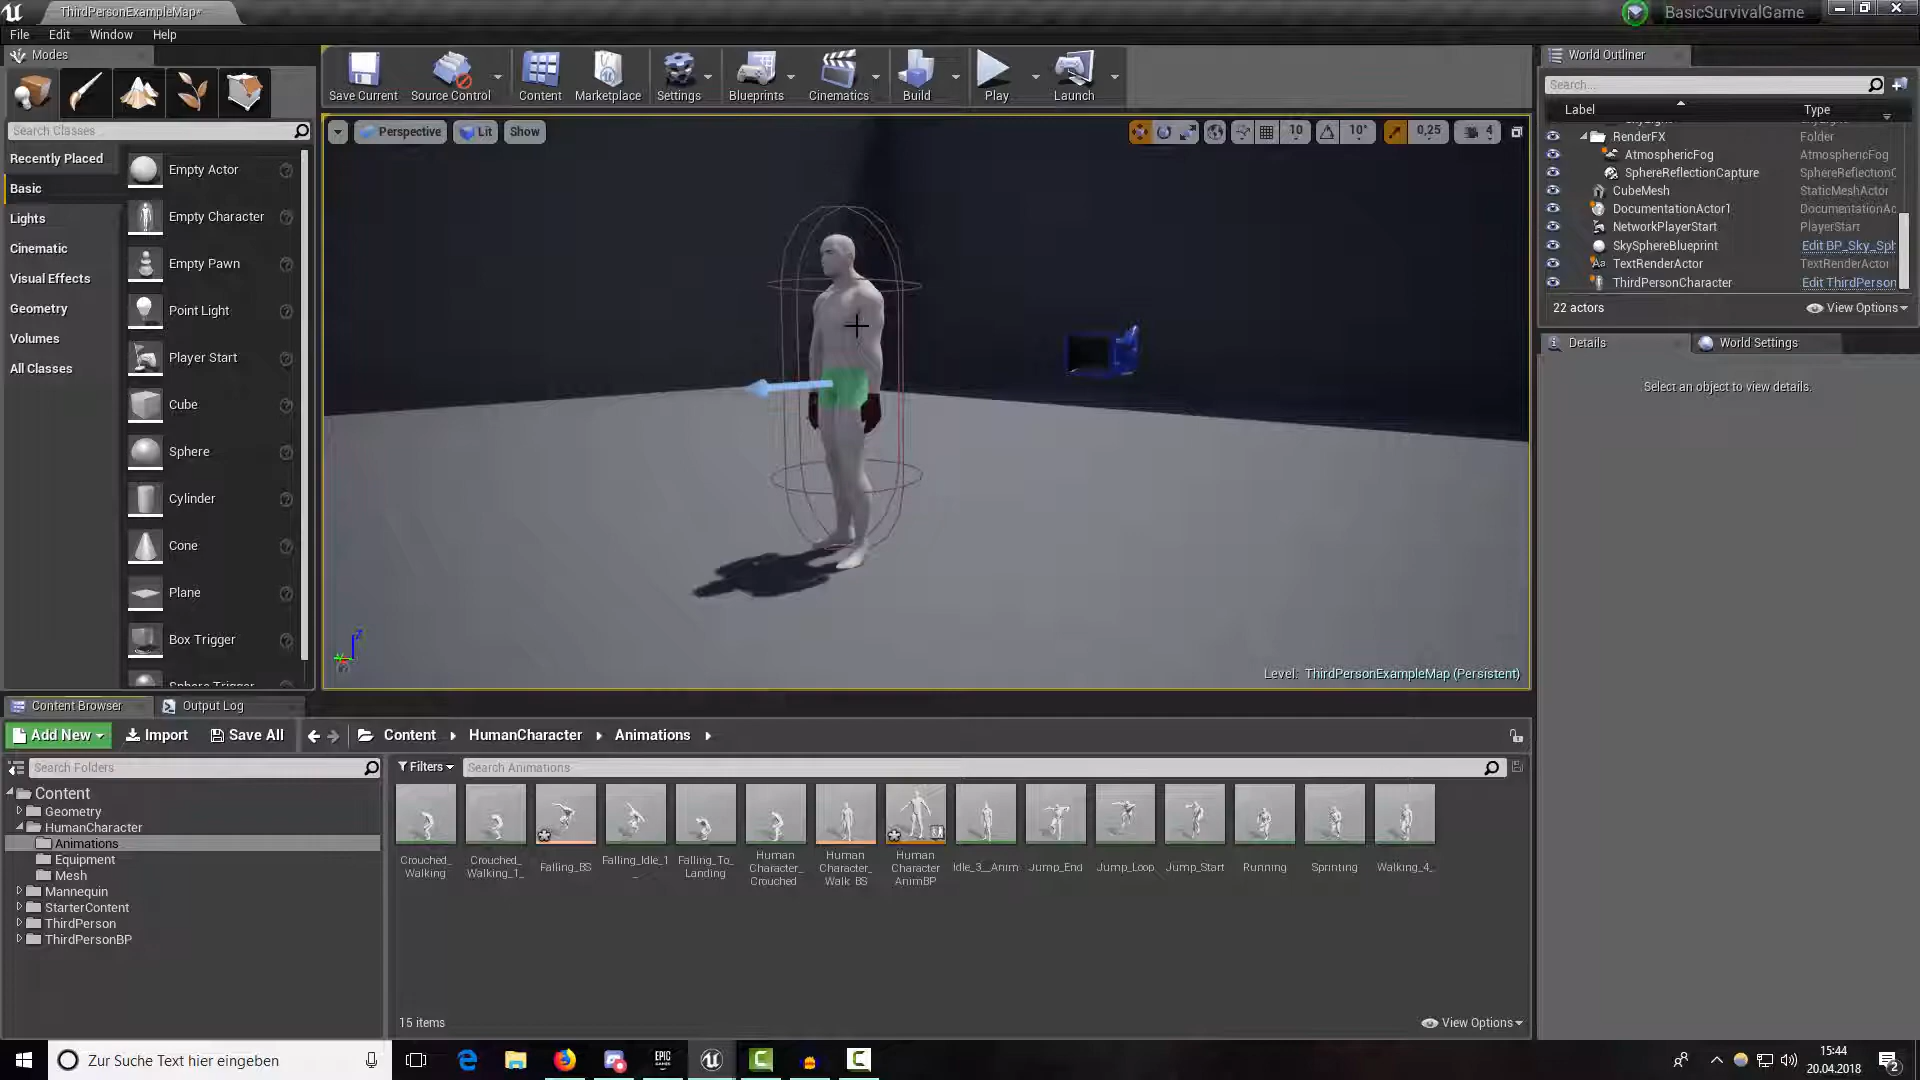 ThirdPersonExampleMap*
BasicSurvivalGame
File Edit Window Help
Modes
Search Classes
Recently Placed
Basic
Lights
Cinematic
Visual Effects
Geometry
Volumes
All Classes
Empty Actor
Empty Character
Empty Pawn
Point Light
Player Start
Cube
Sphere
Cylinder
Cone
Plane
Box Trigger
Sphere Trigger
Save Current
Source Control
Content
Marketplace
Settings
Blueprints
Cinematics
Build
Play
Launch
Perspective Lit Show
10 10° 0,25 4
Level: ThirdPersonExampleMap (Persistent)
World Outliner
Search...
Label Type
RenderFX Folder
AtmosphericFog AtmosphericFog
SphereReflectionCapture SphereReflectionC
CubeMesh StaticMeshActor
DocumentationActor1 DocumentationAc
NetworkPlayerStart PlayerStart
SkySphereBlueprint Edit BP_Sky_Sph
TextRenderActor TextRenderActor
ThirdPersonCharacter Edit ThirdPerson
22 actors View Options
Details World Settings
Select an object to view details.
Content Browser Output Log
Add New Import Save All Content HumanCharacter Animations
Search Folders
Filters Search Animations
Content
Geometry
HumanCharacter
Animations
Equipment
Mesh
Mannequin
StarterContent
ThirdPerson
ThirdPersonBP
Crouched_
Walking
Crouched_
Walking_1_
Falling_BS
Falling_Idle_1
_
Falling_To_
Landing
Human
Character_
Crouched
Human
Character_
Walk_BS
Human
Character
AnimBP
Idle_3__Anim
Jump_End
Jump_Loop
Jump_Start
Running
Sprinting
Walking_4_
15 items View Options
Zur Suche Text hier eingeben
EPIC
GAMES
15:44
20.04.2018
2